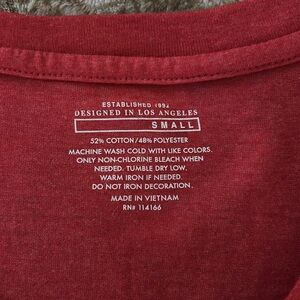 ESTABLISHED 1992
DESIGNED IN LOS ANGELES
SMALL
52% COTTON/48% POLYESTER
MACHINE WASH COLD WITH LIKE COLORS.
ONLY NON-CHLORINE BLEACH WHEN
NEEDED. TUMBLE DRY LOW.
WARM IRON IF NEEDED.
DO NOT IRON DECORATION.
MADE IN VIETNAM
RN# 114166